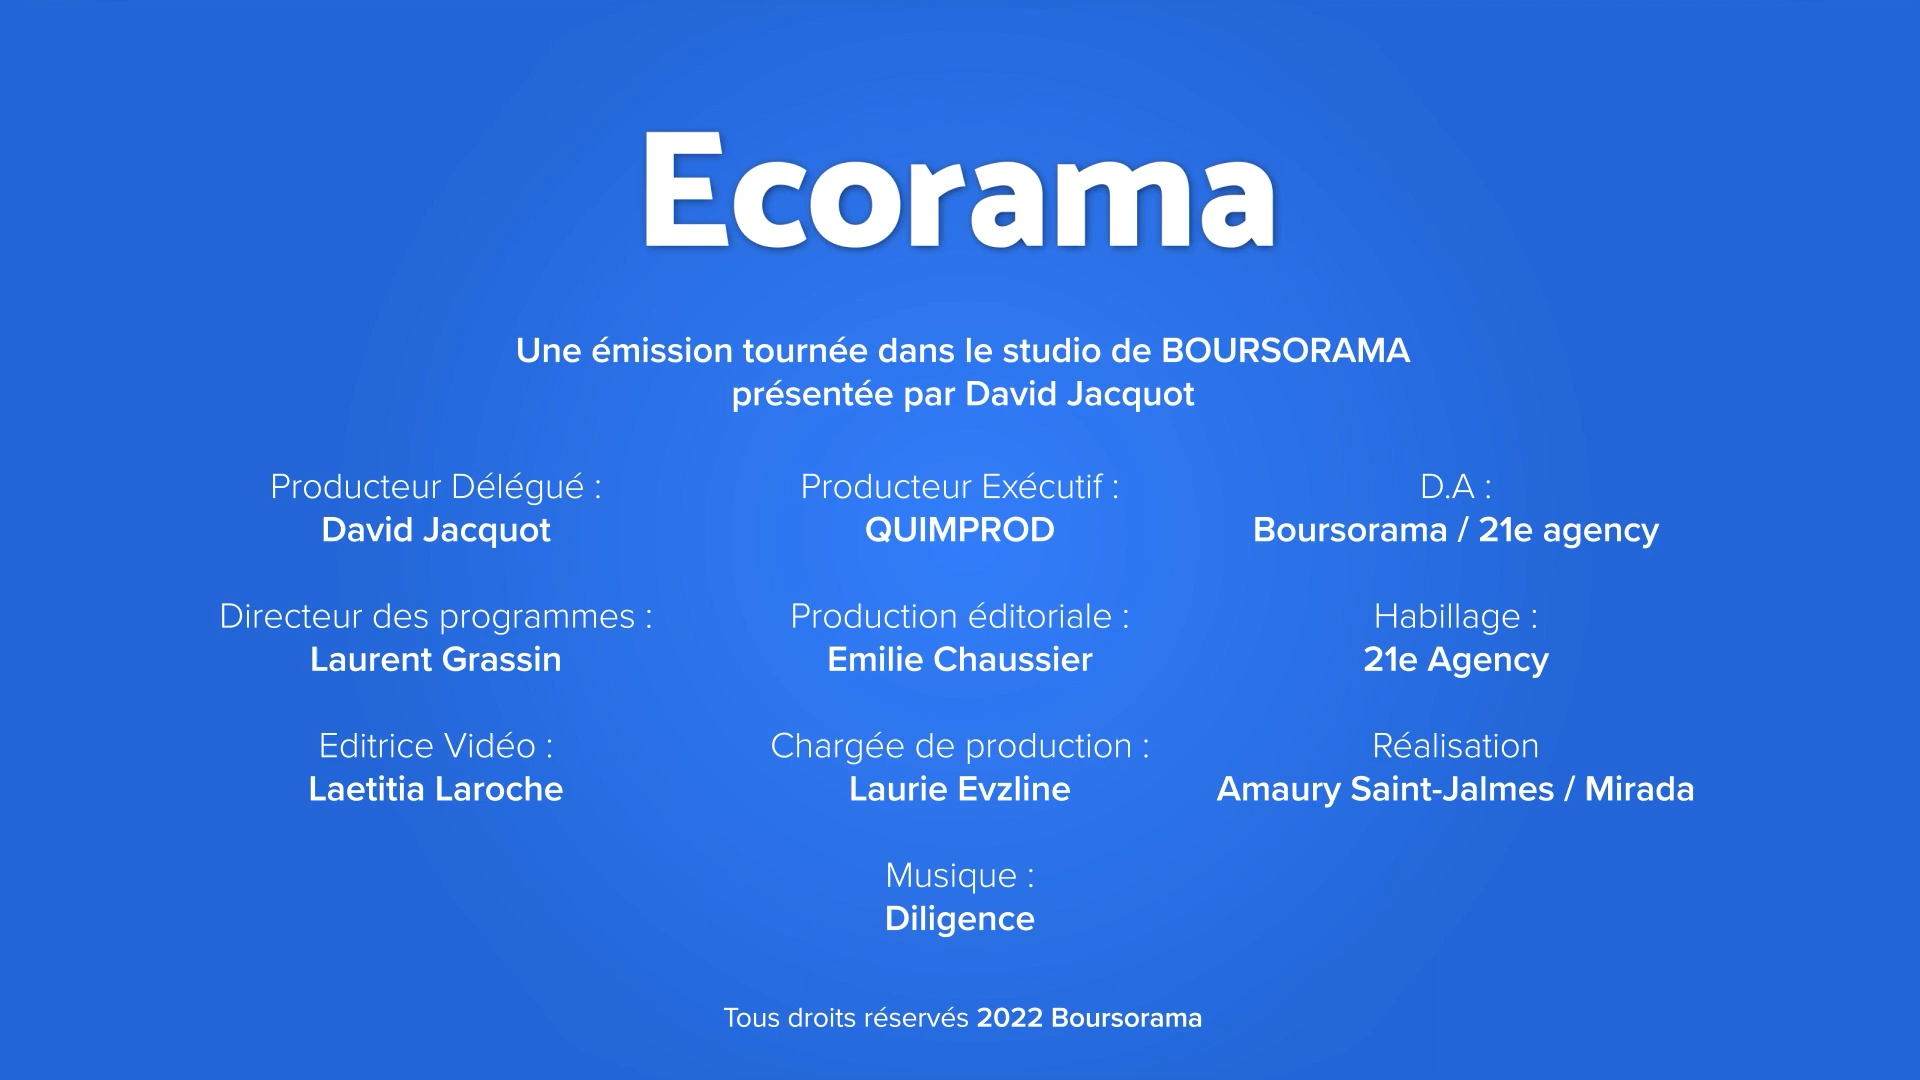 Ecorama
Une émission tournée dans le studio de BOURSORAMA
présentée par David Jacquot
Producteur Délégué :
David Jacquot
Producteur Exécutif :
QUIMPROD
D.A :
Boursorama / 21e agency
Directeur des programmes :
Laurent Grassin
Production éditoriale :
Emilie Chaussier
Habillage :
21e Agency
Editrice Vidéo :
Laetitia Laroche
Chargée de production :
Laurie Evzline
Réalisation
Amaury Saint-Jalmes / Mirada
Musique :
Diligence
Tous droits réservés 2022 Boursorama